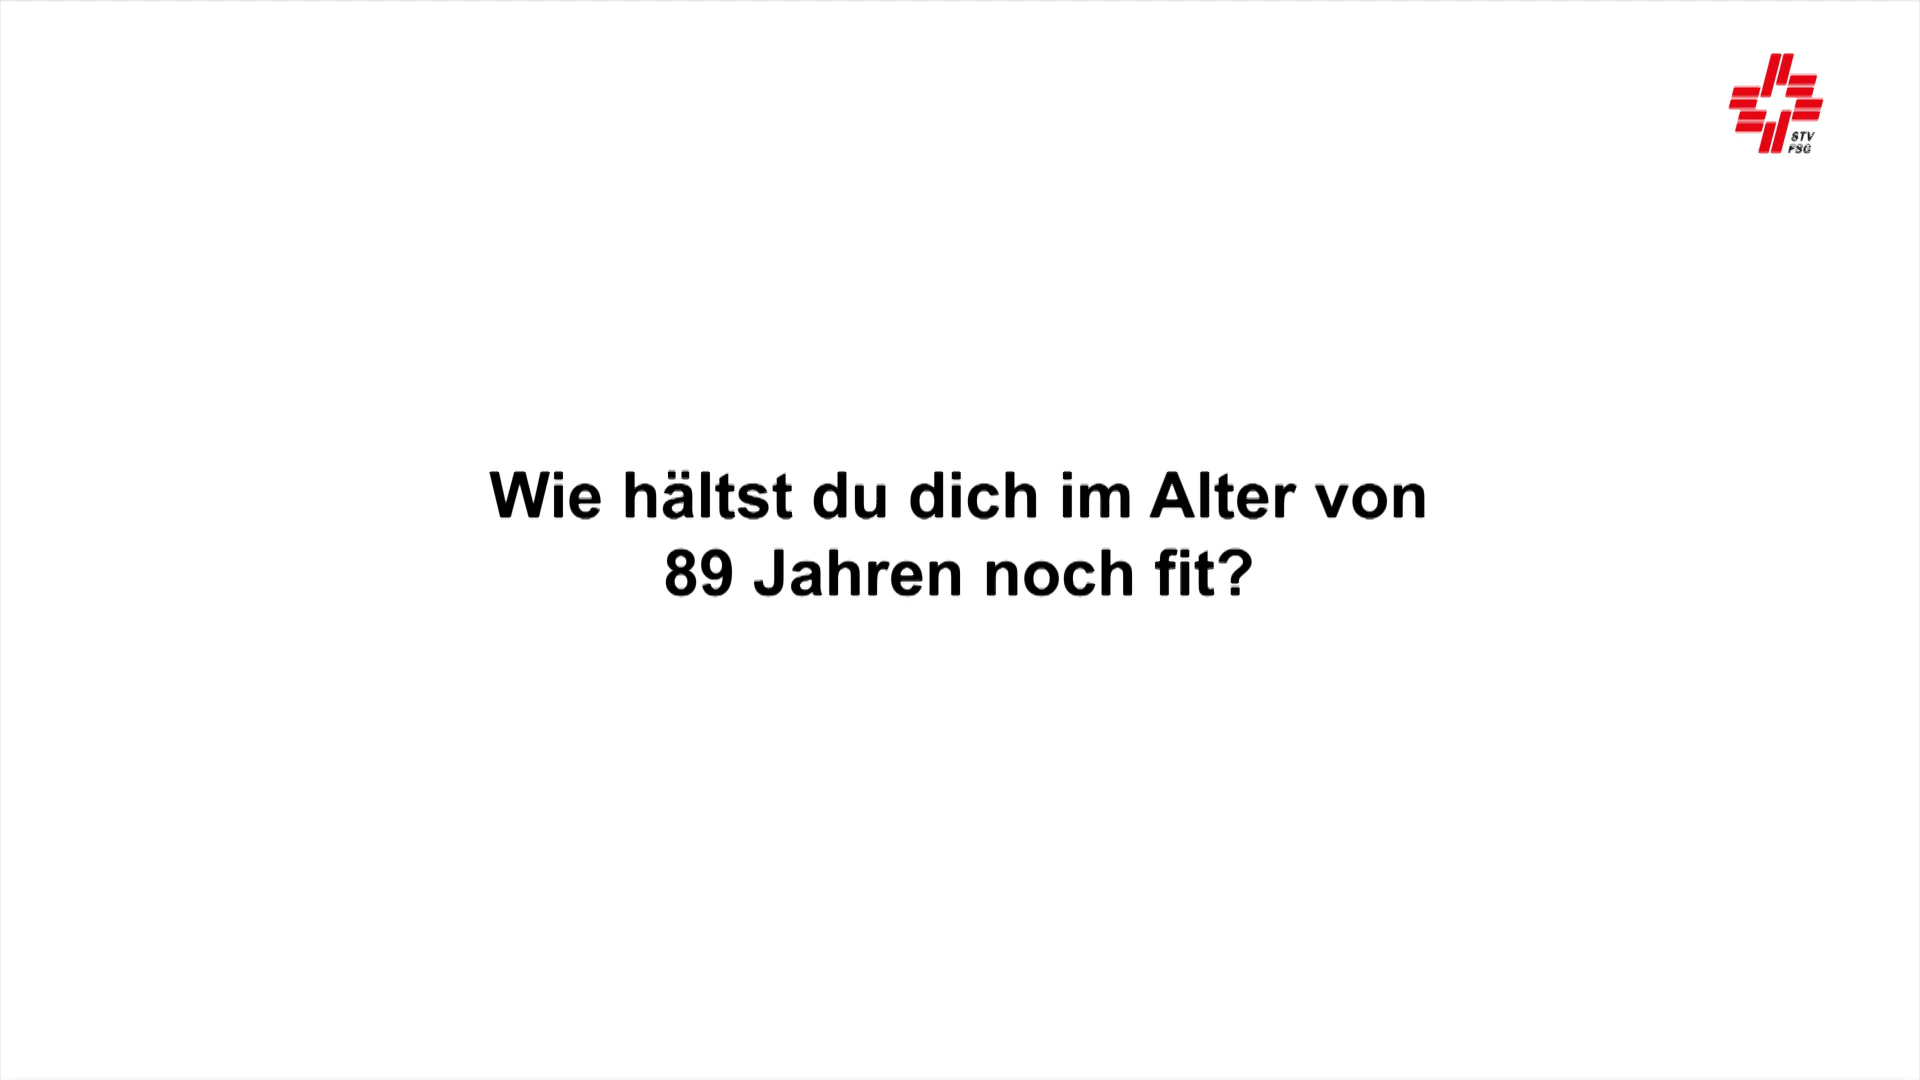 STV
FSG
Wie hältst du dich im Alter von
89 Jahren noch fit?